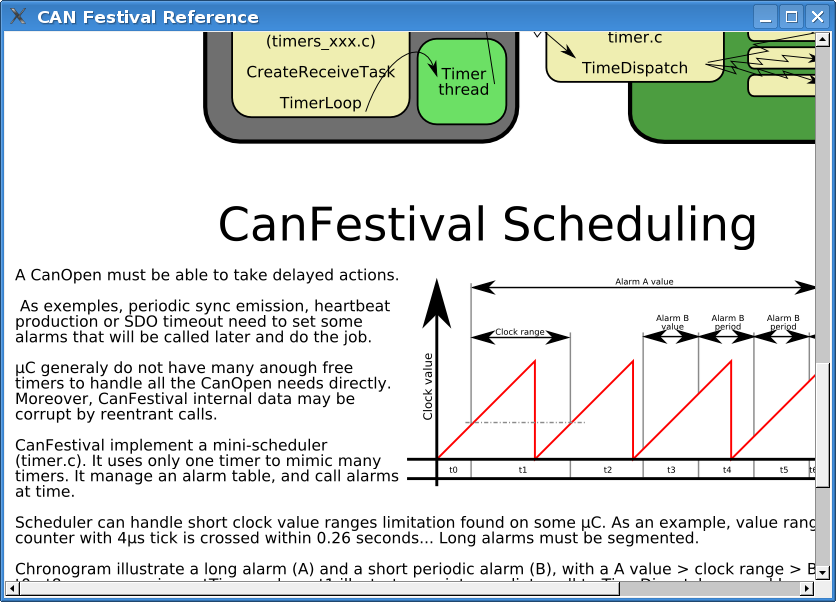 CAN Festival Reference
(timers_xxx.c)
CreateReceiveTask
TimerLoop
Timer
thread
timer.c
TimeDispatch
CanFestival Scheduling
A CanOpen must be able to take delayed actions.
As exemples, periodic sync emission, heartbeat
production or SDO timeout need to set some
alarms that will be called later and do the job.
µC generaly do not have many anough free
timers to handle all the CanOpen needs directly.
Moreover, CanFestival internal data may be
corrupt by reentrant calls.
CanFestival implement a mini-scheduler
(timer.c). It uses only one timer to mimic many
timers. It manage an alarm table, and call alarms
at time.
Alarm A value
Clock range
Alarm B
value
Alarm B
period
Alarm B
period
Clock value
t0 t1 t2 t3 t4 t5 t6
Scheduler can handle short clock value ranges limitation found on some µC. As an example, value rang
counter with 4µs tick is crossed within 0.26 seconds... Long alarms must be segmented.
Chronogram illustrate a long alarm (A) and a short periodic alarm (B), with a A value > clock range > B